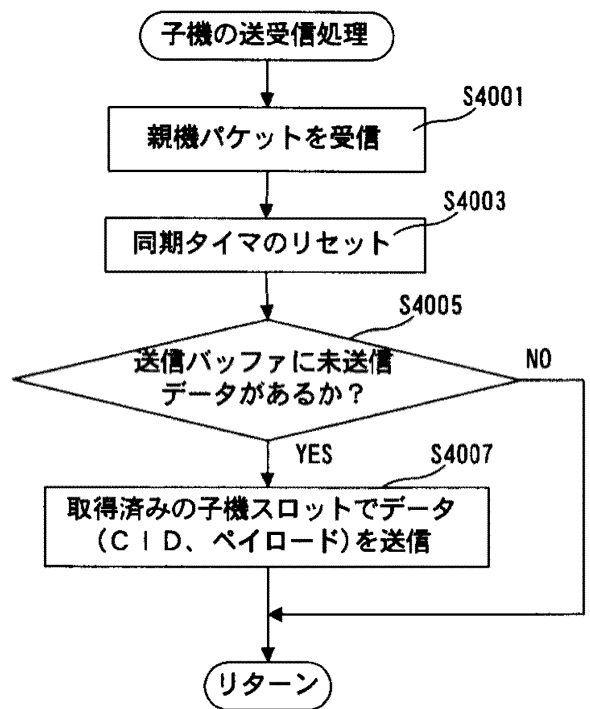 子機の送受信処理
S4001
親機パケットを受信
S4003
同期タイマのリセット
S4005
送信バッファに未送信
データがあるか？
NO
YES
S4007
取得済みの子機スロットでデータ
(CID、ペイロード)を送信
リターン